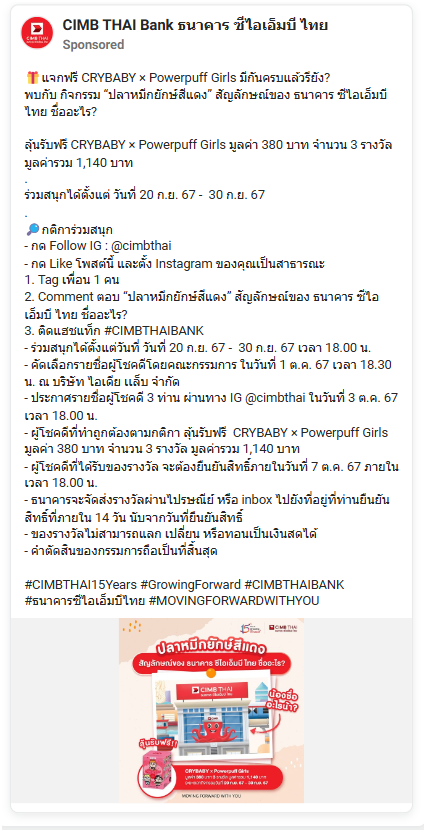 CIMB THAI Bank ธนาคาร ซีไอเอ็มบี ไทย
Sponsored
🎁แจกฟรี CRYBABY × Powerpuff Girls มีกันครบแล้วรึยัง?
พบกับ กิจกรรม “ปลาหมึกยักษ์สีแดง” สัญลักษณ์ของ ธนาคาร ซีไอเอ็มบี
ไทย ชื่ออะไร?
ลุ้นรับฟรี CRYBABY × Powerpuff Girls มูลค่า 380 บาท จำนวน 3 รางวัล
มูลค่ารวม 1,140 บาท
.
ร่วมสนุกได้ตั้งแต่ วันที่ 20 ก.ย. 67 - 30 ก.ย. 67
.
🔎กติการ่วมสนุก
- กด Follow IG : @cimbthai
- กด Like โพสต์นี้ และตั้ง Instagram ของคุณเป็นสาธารณะ
1. Tag เพื่อน 1 คน
2. Comment ตอบ “ปลาหมึกยักษ์สีแดง” สัญลักษณ์ของ ธนาคาร ซีไอ
เอ็มบี ไทย ชื่ออะไร?
3. ติดแฮชแท็ก #CIMBTHAIBANK
- ร่วมสนุกได้ตั้งแต่วันที่ วันที่ 20 ก.ย. 67 - 30 ก.ย. 67 เวลา 18.00 น.
- คัดเลือกรายชื่อผู้โชคดีโดยคณะกรรมการ ในวันที่ 1 ต.ค. 67 เวลา 18.30
น. ณ บริษัท ไอเดีย แล็บ จำกัด
- ประกาศรายชื่อผู้โชคดี 3 ท่าน ผ่านทาง IG @cimbthai ในวันที่ 3 ต.ค. 67
เวลา 18.00 น.
- ผู้โชคดีที่ทำถูกต้องตามกติกา ลุ้นรับฟรี CRYBABY × Powerpuff Girls
มูลค่า 380 บาท จำนวน 3 รางวัล มูลค่ารวม 1,140 บาท
- ผู้โชคดีที่ได้รับของรางวัล จะต้องยืนยันสิทธิ์ภายในวันที่ 7 ต.ค. 67 ภายใน
เวลา 18.00 น.
- ธนาคารจะจัดส่งรางวัลผ่านไปรษณีย์ หรือ inbox ไปยังที่อยู่ที่ท่านยืนยัน
สิทธิ์ที่ภายใน 14 วัน นับจากวันที่ยืนยันสิทธิ์
- ของรางวัลไม่สามารถแลก เปลี่ยน หรือทอนเป็นเงินสดได้
- คำตัดสินของกรรมการถือเป็นที่สิ้นสุด
#CIMBTHAI15Years #GrowingForward #CIMBTHAIBANK
#ธนาคารซีไอเอ็มบีไทย #MOVINGFORWARDWITHYOU
CIMB THAI
ปลาหมึกยักษ์สีแดง
สัญลักษณ์ของ ธนาคาร ซีไอเอ็มบี ไทย ชื่ออะไร?
CIMB THAI
น้องชื่อ
อะไรน้า?
ลุ้นรับฟรี!!
CRYBABY × Powerpuff Girls
MOVING FORWARD WITH YOU